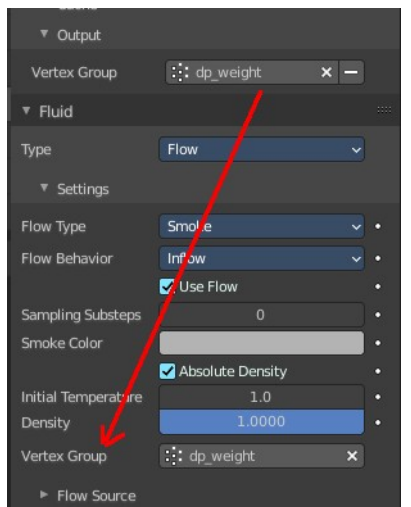 Cache
Output
Vertex Group dp_weight
Fluid
Type Flow
Settings
Flow Type Smoke
Flow Behavior Inflow
Use Flow
Sampling Substeps 0
Smoke Color
Absolute Density
Initial Temperature 1.0
Density 1.0000
Vertex Group dp_weight
Flow Source